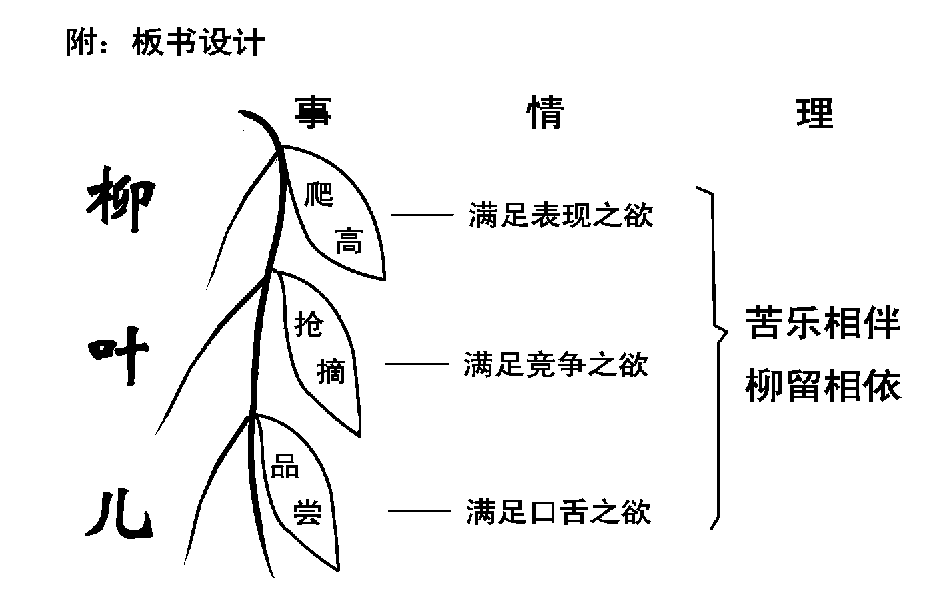 附：板书设计
事 情 理
柳叶儿
爬高 满足表现之欲
抢摘 满足竞争之欲
品尝 满足口舌之欲
苦乐相伴
柳留相依